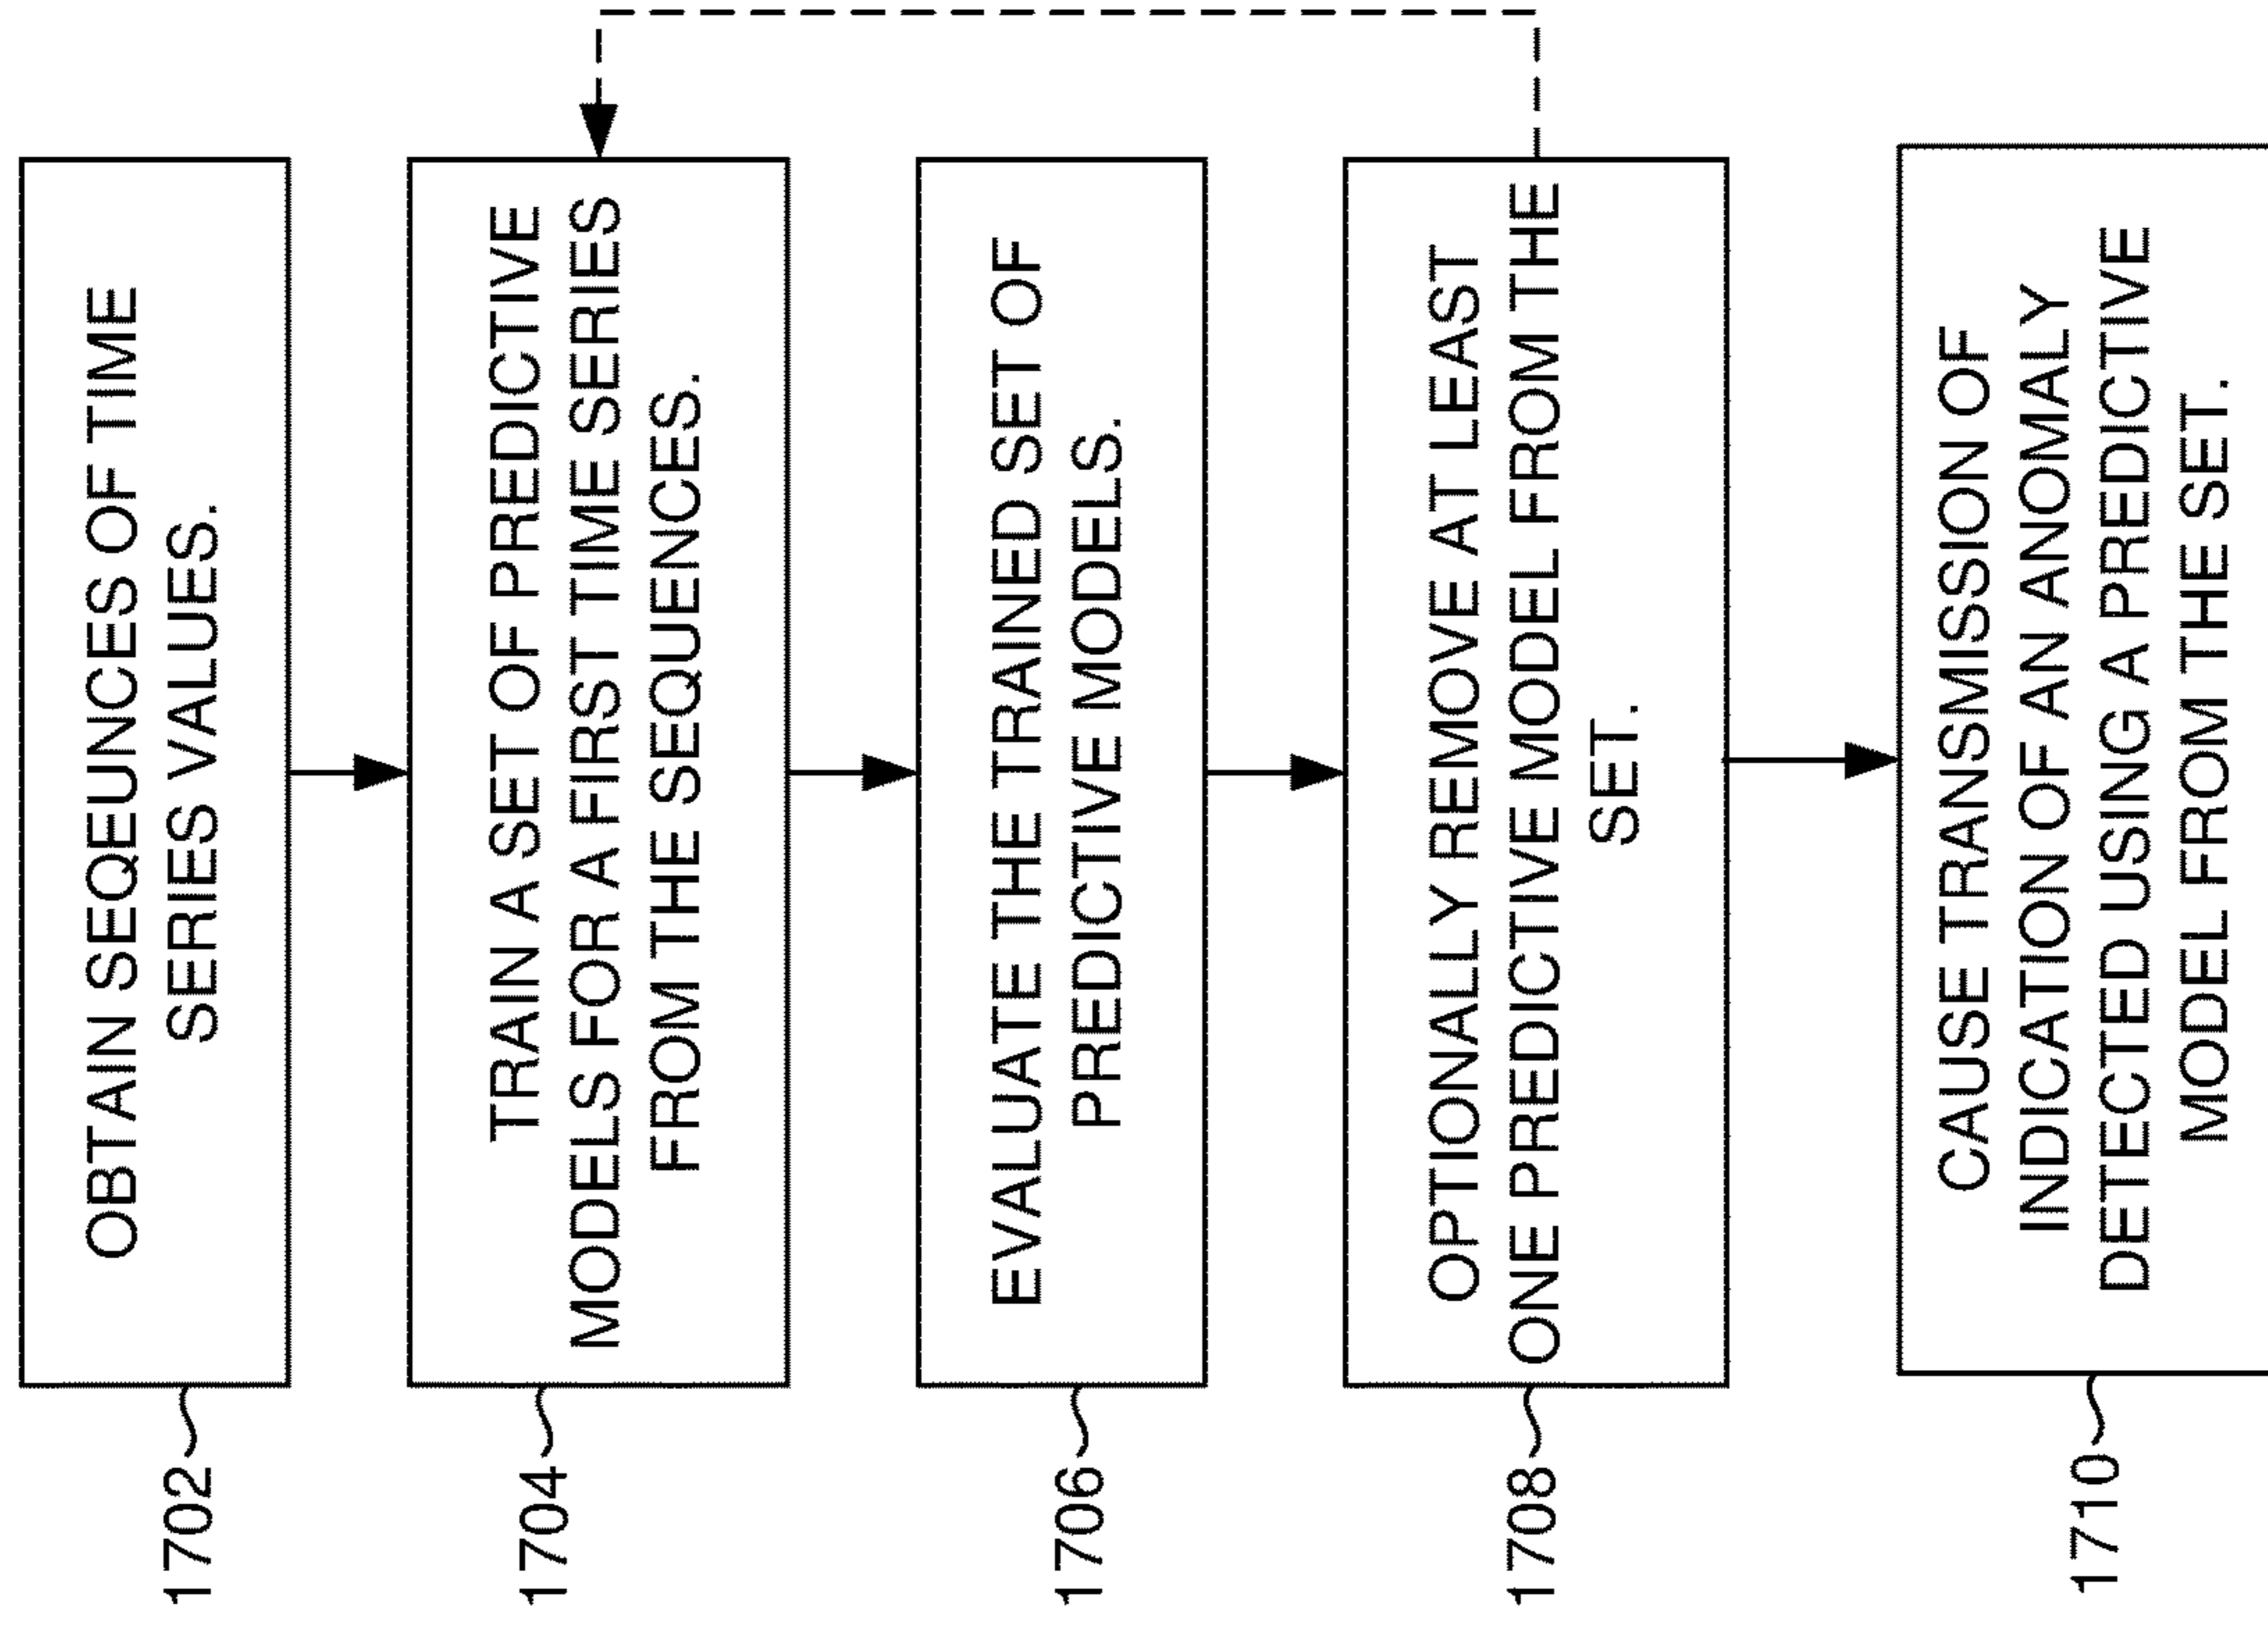 OBTAIN SEQEUNCES OF TIME
SERIES VALUES.
1702
TRAIN A SET OF PREDICTIVE
MODELS FOR A FIRST TIME SERIES
FROM THE SEQUENCES.
1704
EVALUATE THE TRAINED SET OF
PREDICTIVE MODELS.
1706
OPTIONALLY REMOVE AT LEAST
ONE PREDICTIVE MODEL FROM THE
SET.
1708
CAUSE TRANSMISSION OF
INDICATION OF AN ANOMALY
DETECTED USING A PREDICTIVE
MODEL FROM THE SET.
1710